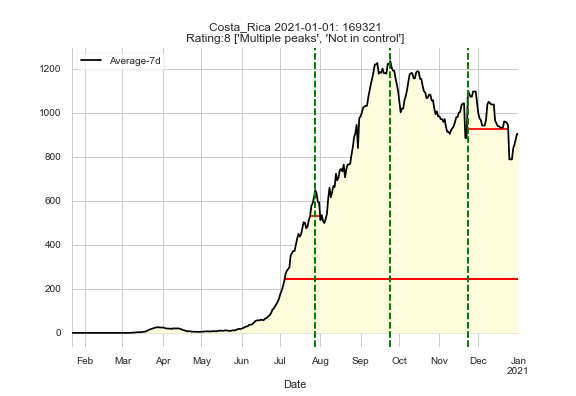 Costa_Rica 2021-01-01: 169321
Rating:8 ['Multiple peaks', 'Not in control']
Average-7d
1200
1000
800
600
400
200
0
Feb Mar Apr May Jun Jul Aug Sep Oct Nov Dec Jan
2021
Date